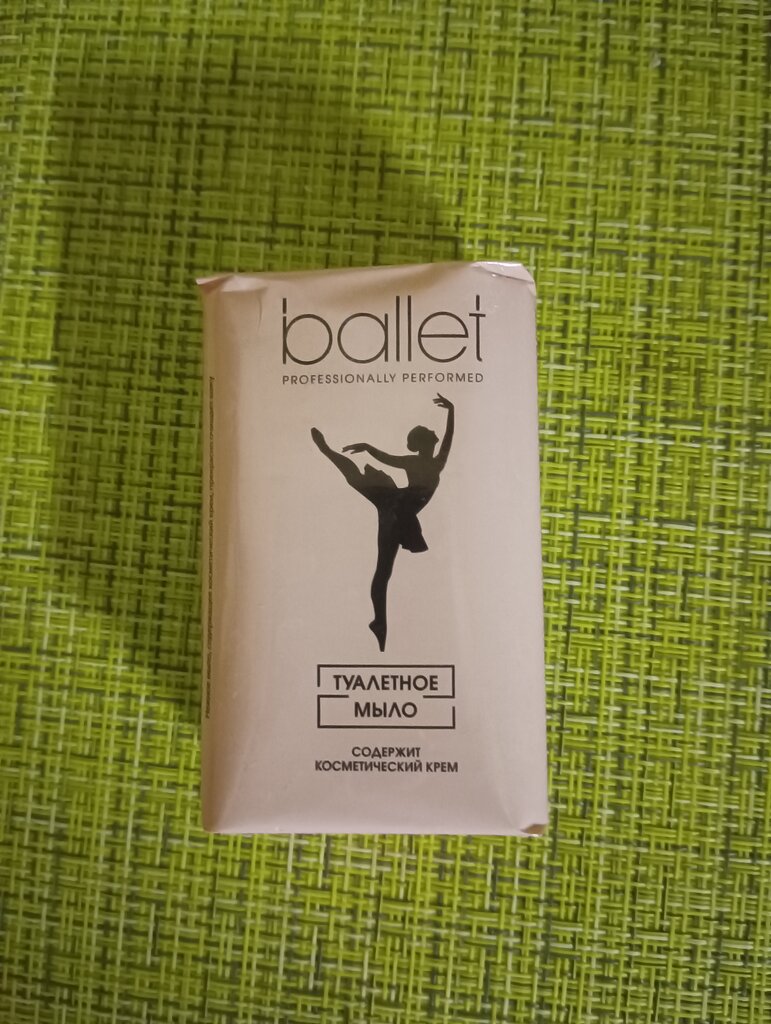 ballet
PROFESSIONALLY PERFORMED
ТУАЛЕТНОЕ
МЫЛО
СОДЕРЖИТ
КОСМЕТИЧЕСКИЙ КРЕМ